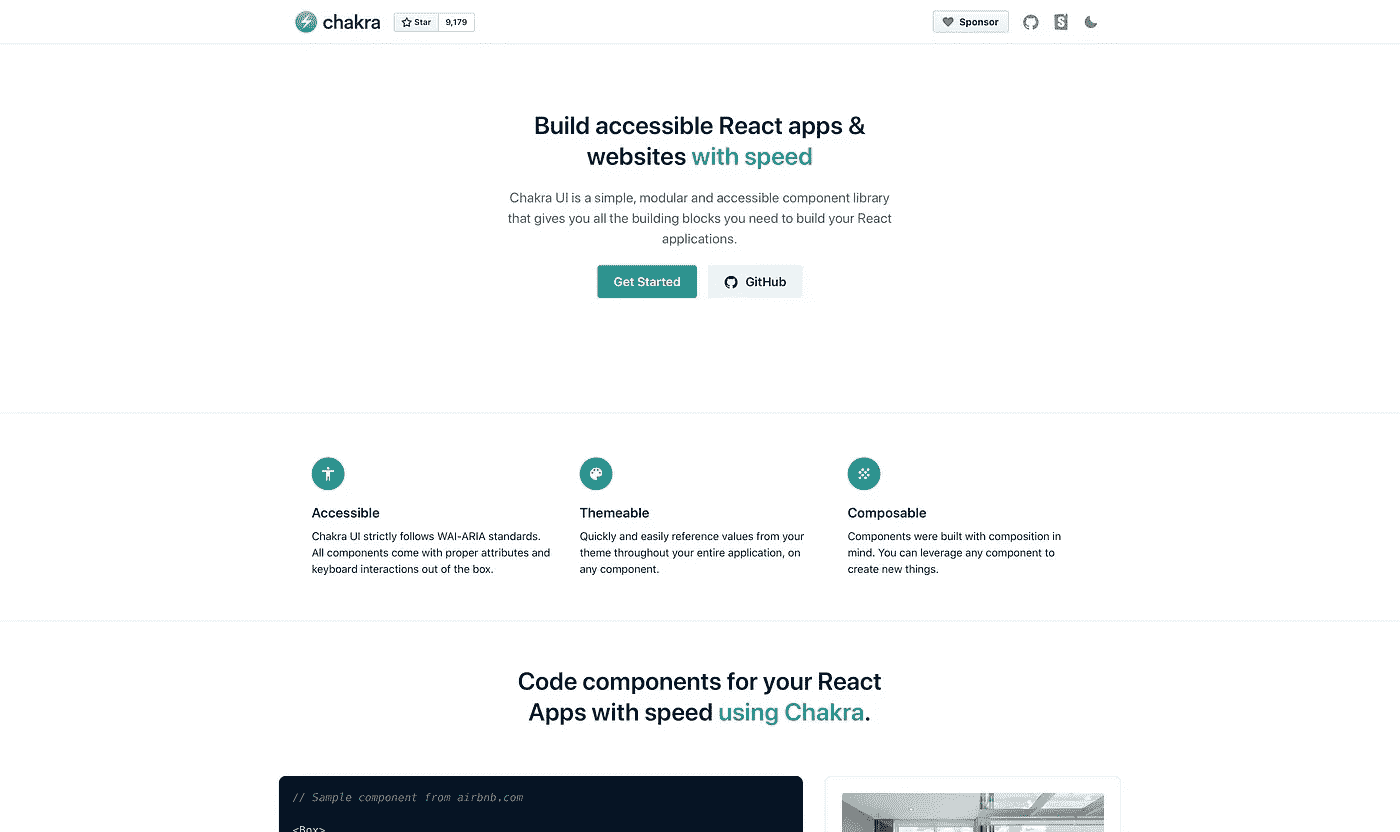 chakra
Star 9,179
Sponsor
Build accessible React apps &
websites with speed
Chakra UI is a simple, modular and accessible component library
that gives you all the building blocks you need to build your React
applications.
Get Started
GitHub
Accessible
Chakra UI strictly follows WAI-ARIA standards.
All components come with proper attributes and
keyboard interactions out of the box.
Themeable
Quickly and easily reference values from your
theme throughout your entire application, on
any component.
Composable
Components were built with composition in
mind. You can leverage any component to
create new things.
Code components for your React
Apps with speed using Chakra.
// Sample component from airbnb.com
<Box>